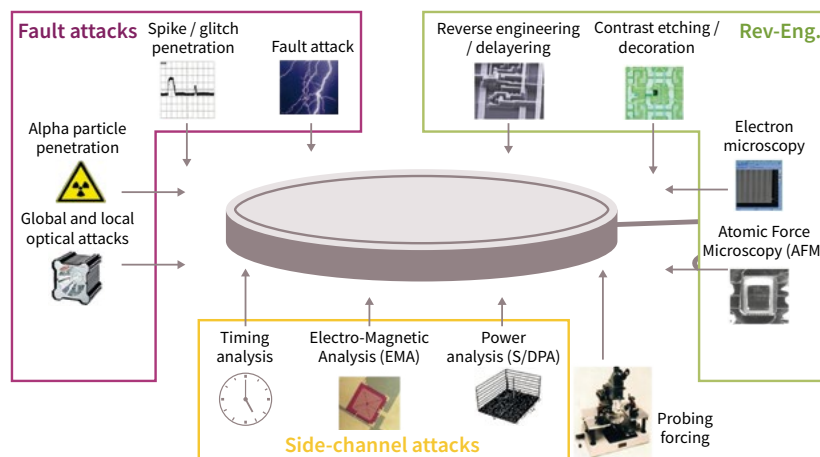 Fault attacks
Spike / glitch
penetration
Fault attack
Reverse engineering
/ delayering
Contrast etching /
decoration
Rev-Eng.
Alpha particle
penetration
Electron
microscopy
Global and local
optical attacks
Atomic Force
Microscopy (AFM
Timing
analysis
Electro-Magnetic
Analysis (EMA)
Power
analysis (S/DPA)
Probing
forcing
Side-channel attacks